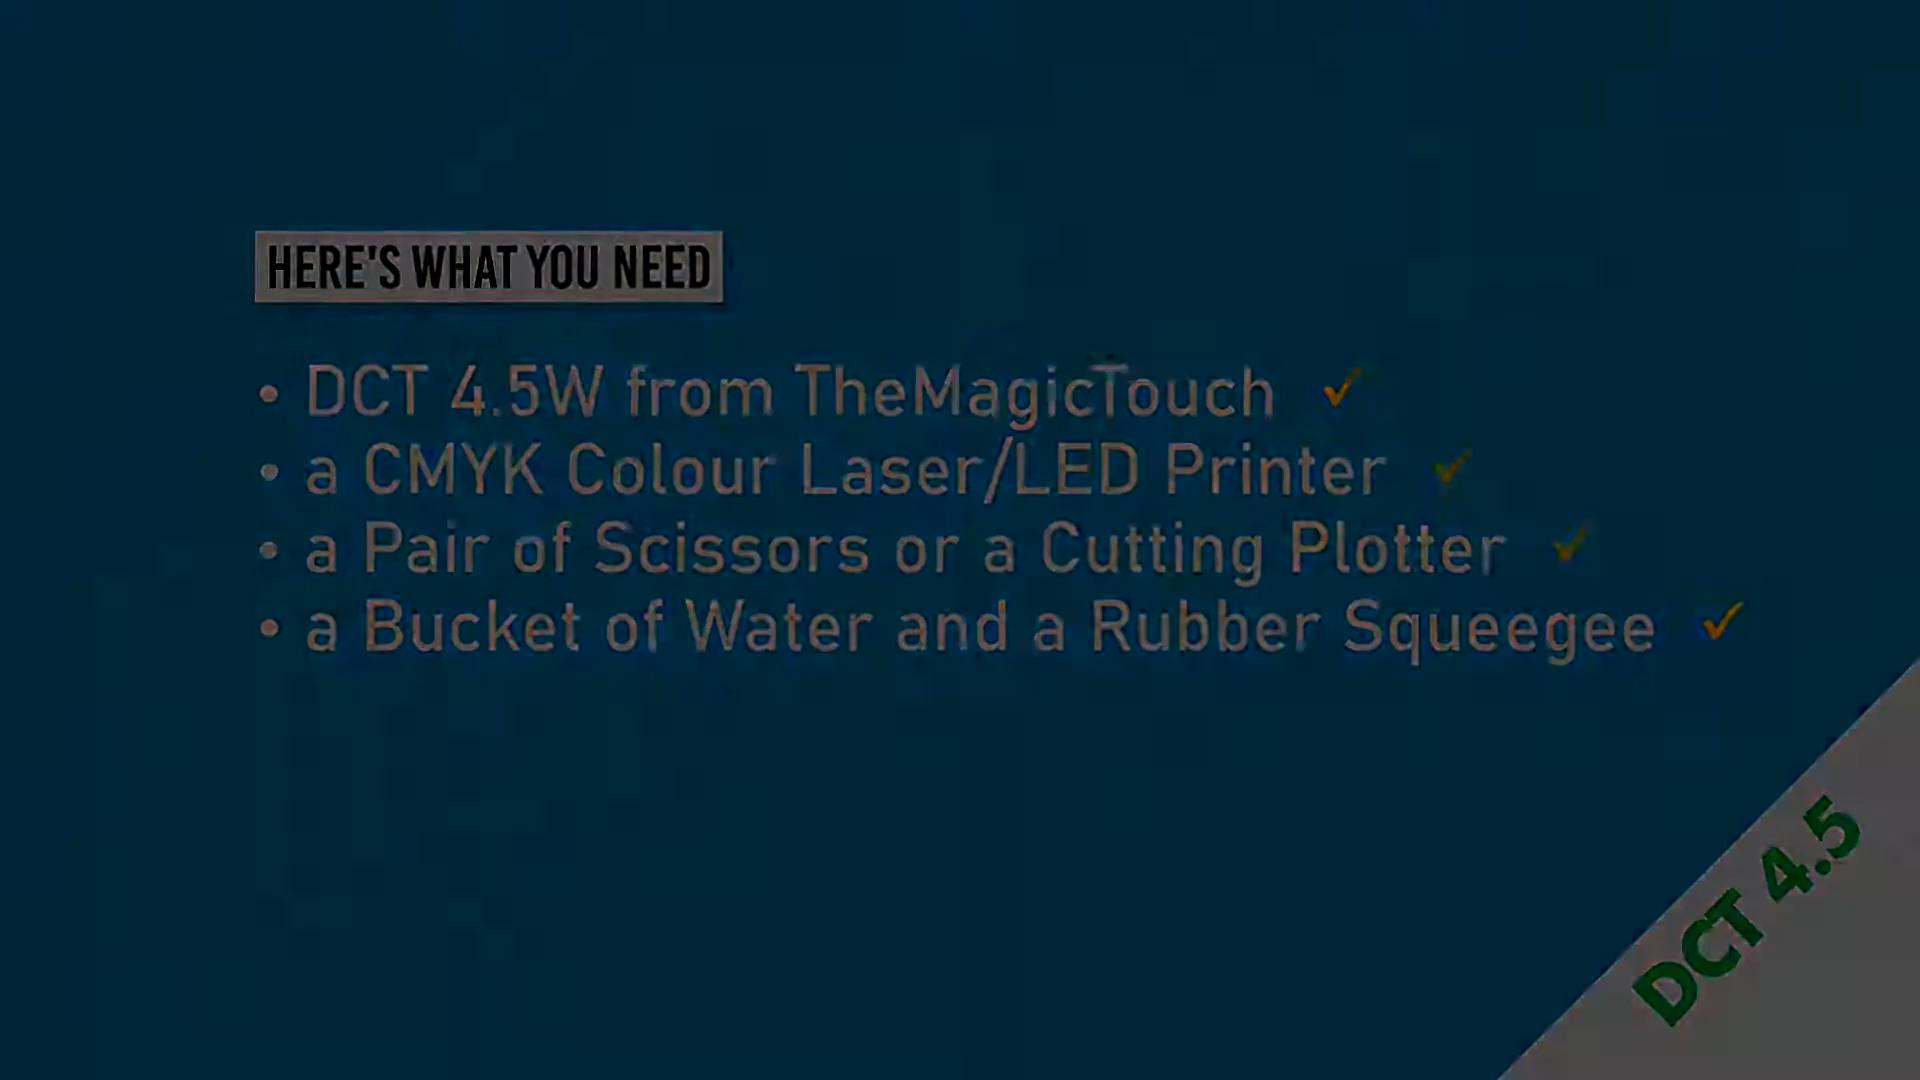 HERE'S WHAT YOU NEED
• DCT 4.5W from TheMagicTouch ✓
• a CMYK Colour Laser/LED Printer ✓
• a Pair of Scissors or a Cutting Plotter ✓
• a Bucket of Water and a Rubber Squeegee ✓
DCT 4.5